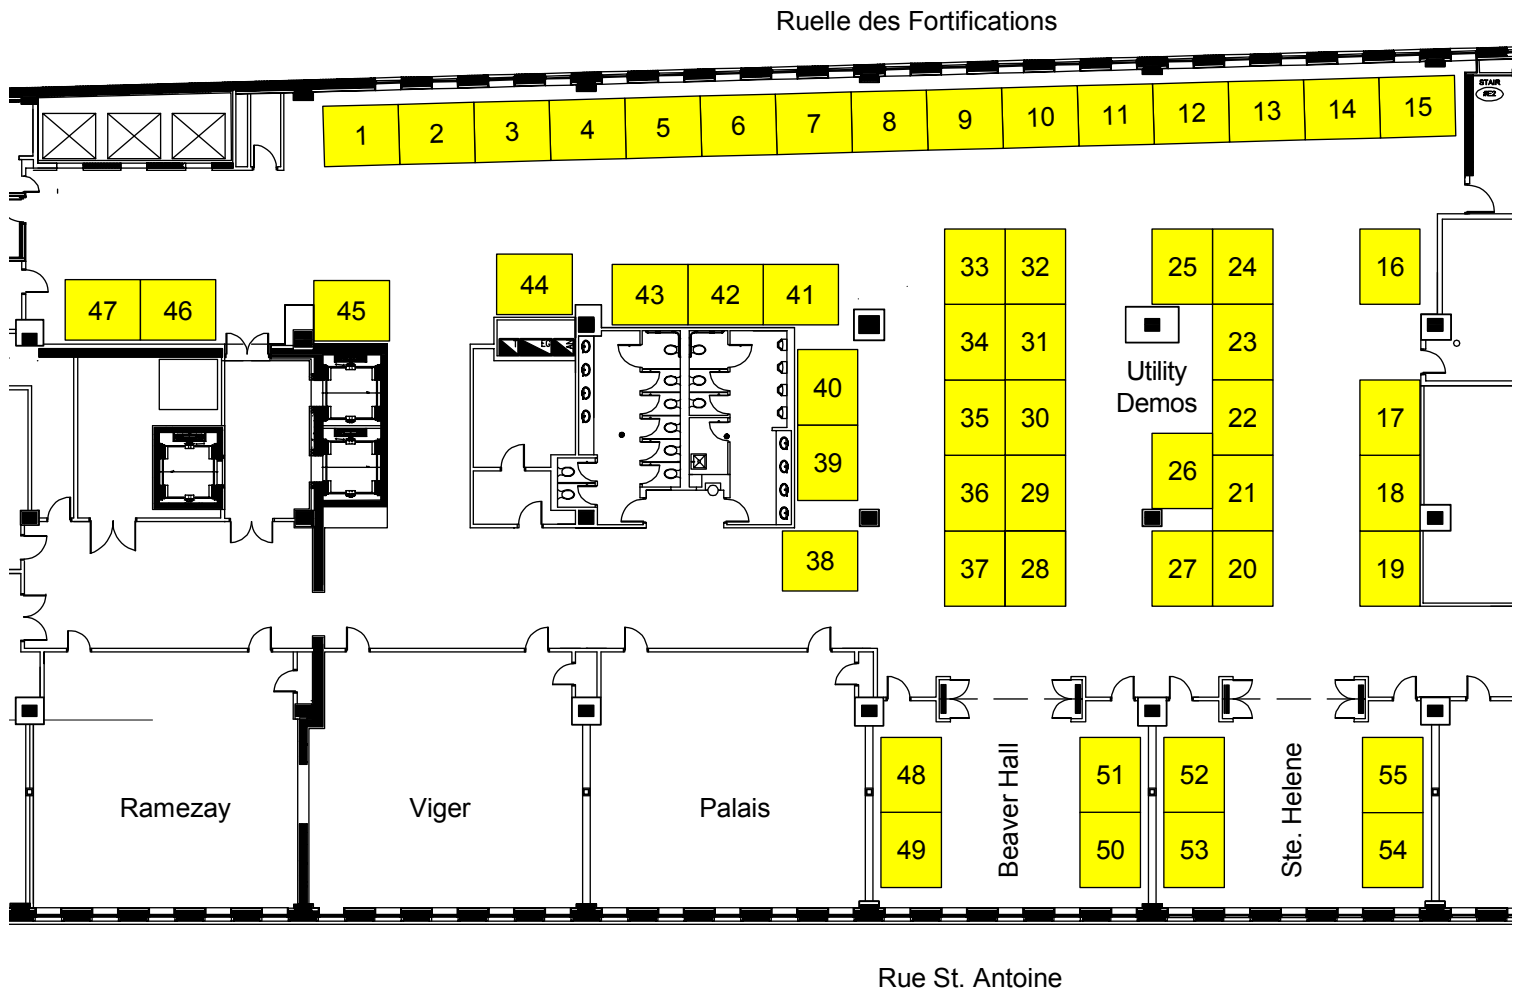 Ruelle des Fortifications
STAIR
#E2
1 2 3 4 5 6 7 8 9 10 11 12 13 14 15
33 32 25 24 16
47 46 45 44 43 42 41
34 31 23
EG
Utility
Demos
40 35 30 22 17
39 36 29 26 21 18
38 37 28 27 20 19
48 51 52 55
Ramezay Viger Palais Beaver Hall Ste. Helene
49 50 53 54
Rue St. Antoine